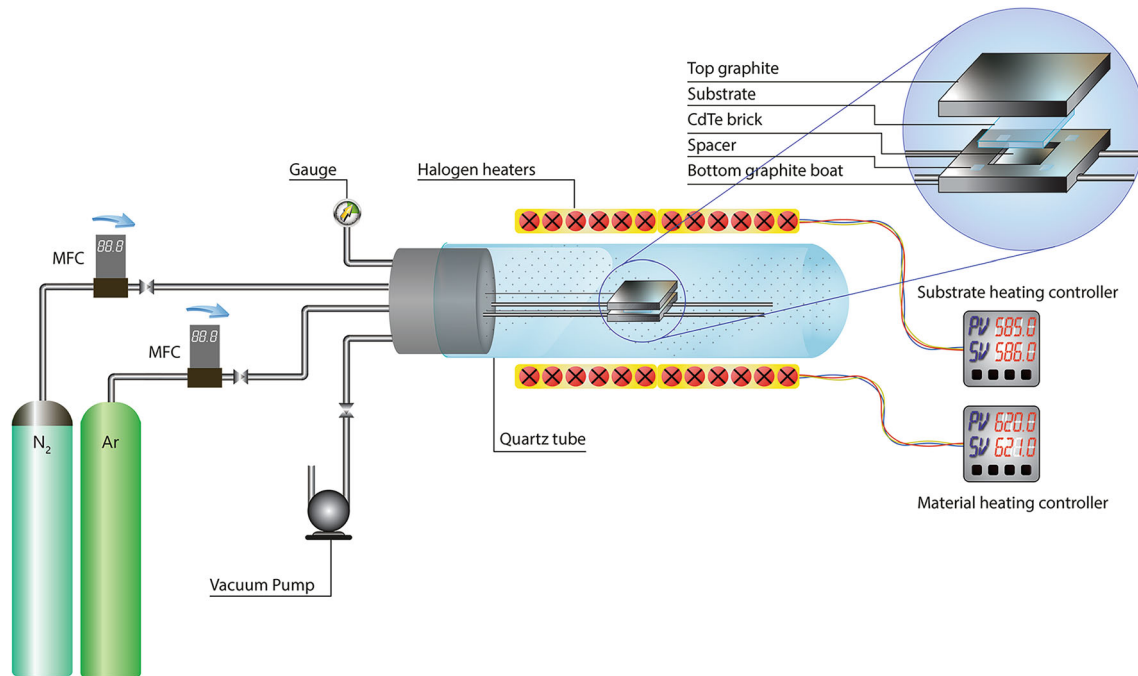 Top graphite
Substrate
CdTe brick
Spacer
Bottom graphite boat
Gauge
Halogen heaters
88.8
MFC
88.8
MFC
Substrate heating controller
PV 585.0
SV 586.0
N2
Ar
Quartz tube
PV 620.0
SV 621.0
Material heating controller
Vacuum Pump